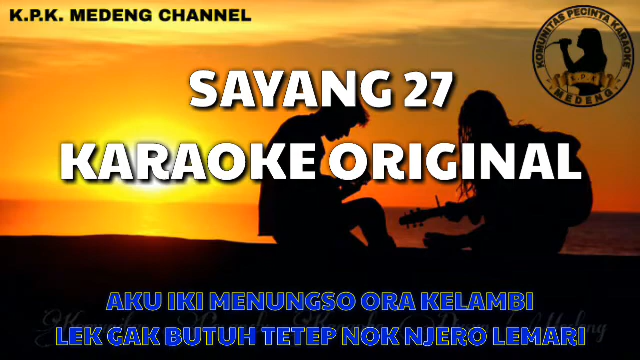 K.P.K. MEDENG CHANNEL
KOMUNITAS PECINTA KARAOKE
K.P.K
MEDENG
SAYANG 27
KARAOKE ORIGINAL
AKU IKI MENUNGSO ORA KELAMBI
LEK GAK BUTUH TETEP NOK NJERO LEMARI